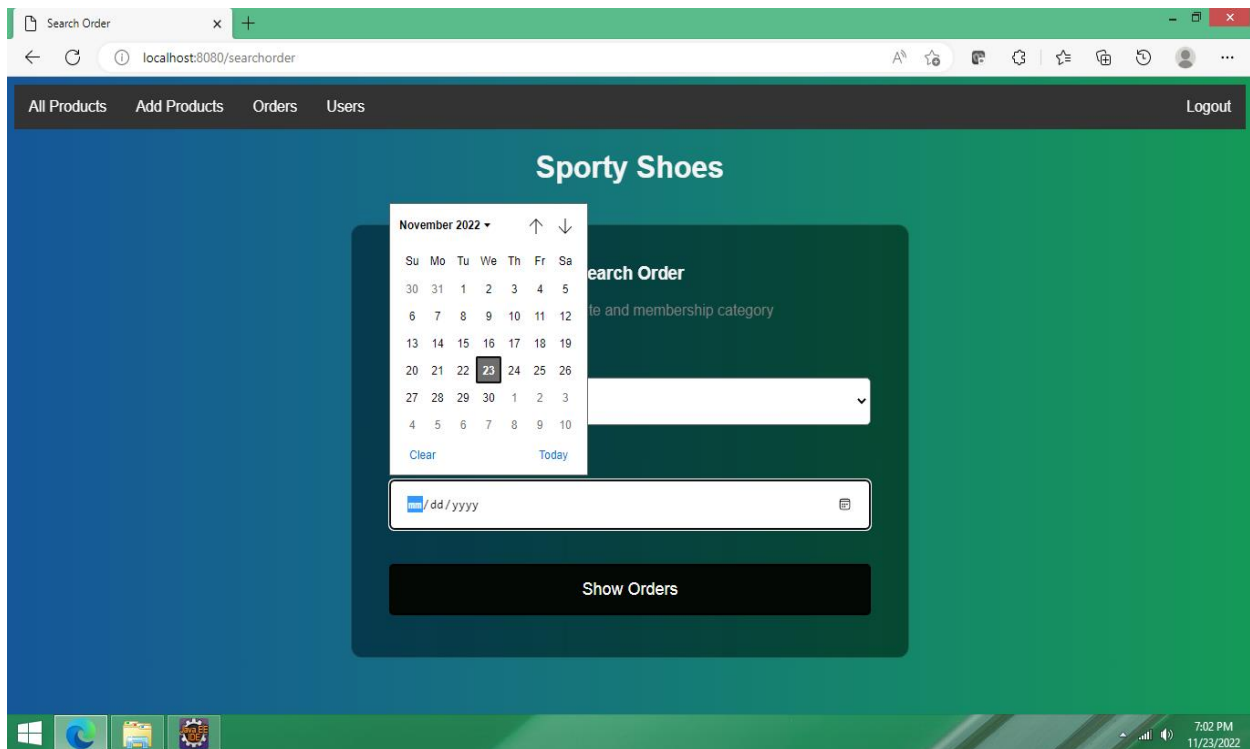 Search Order
localhost:8080/searchorder
All Products Add Products Orders Users Logout
Sporty Shoes
November 2022
Su Mo Tu We Th Fr Sa
30 31 1 2 3 4 5
6 7 8 9 10 11 12
13 14 15 16 17 18 19
20 21 22 23 24 25 26
27 28 29 30 1 2 3
4 5 6 7 8 9 10
Clear Today
earch Order
te and membership category
mm/dd/yyyy
Show Orders
Java EE
IDE
7:02 PM
11/23/2022